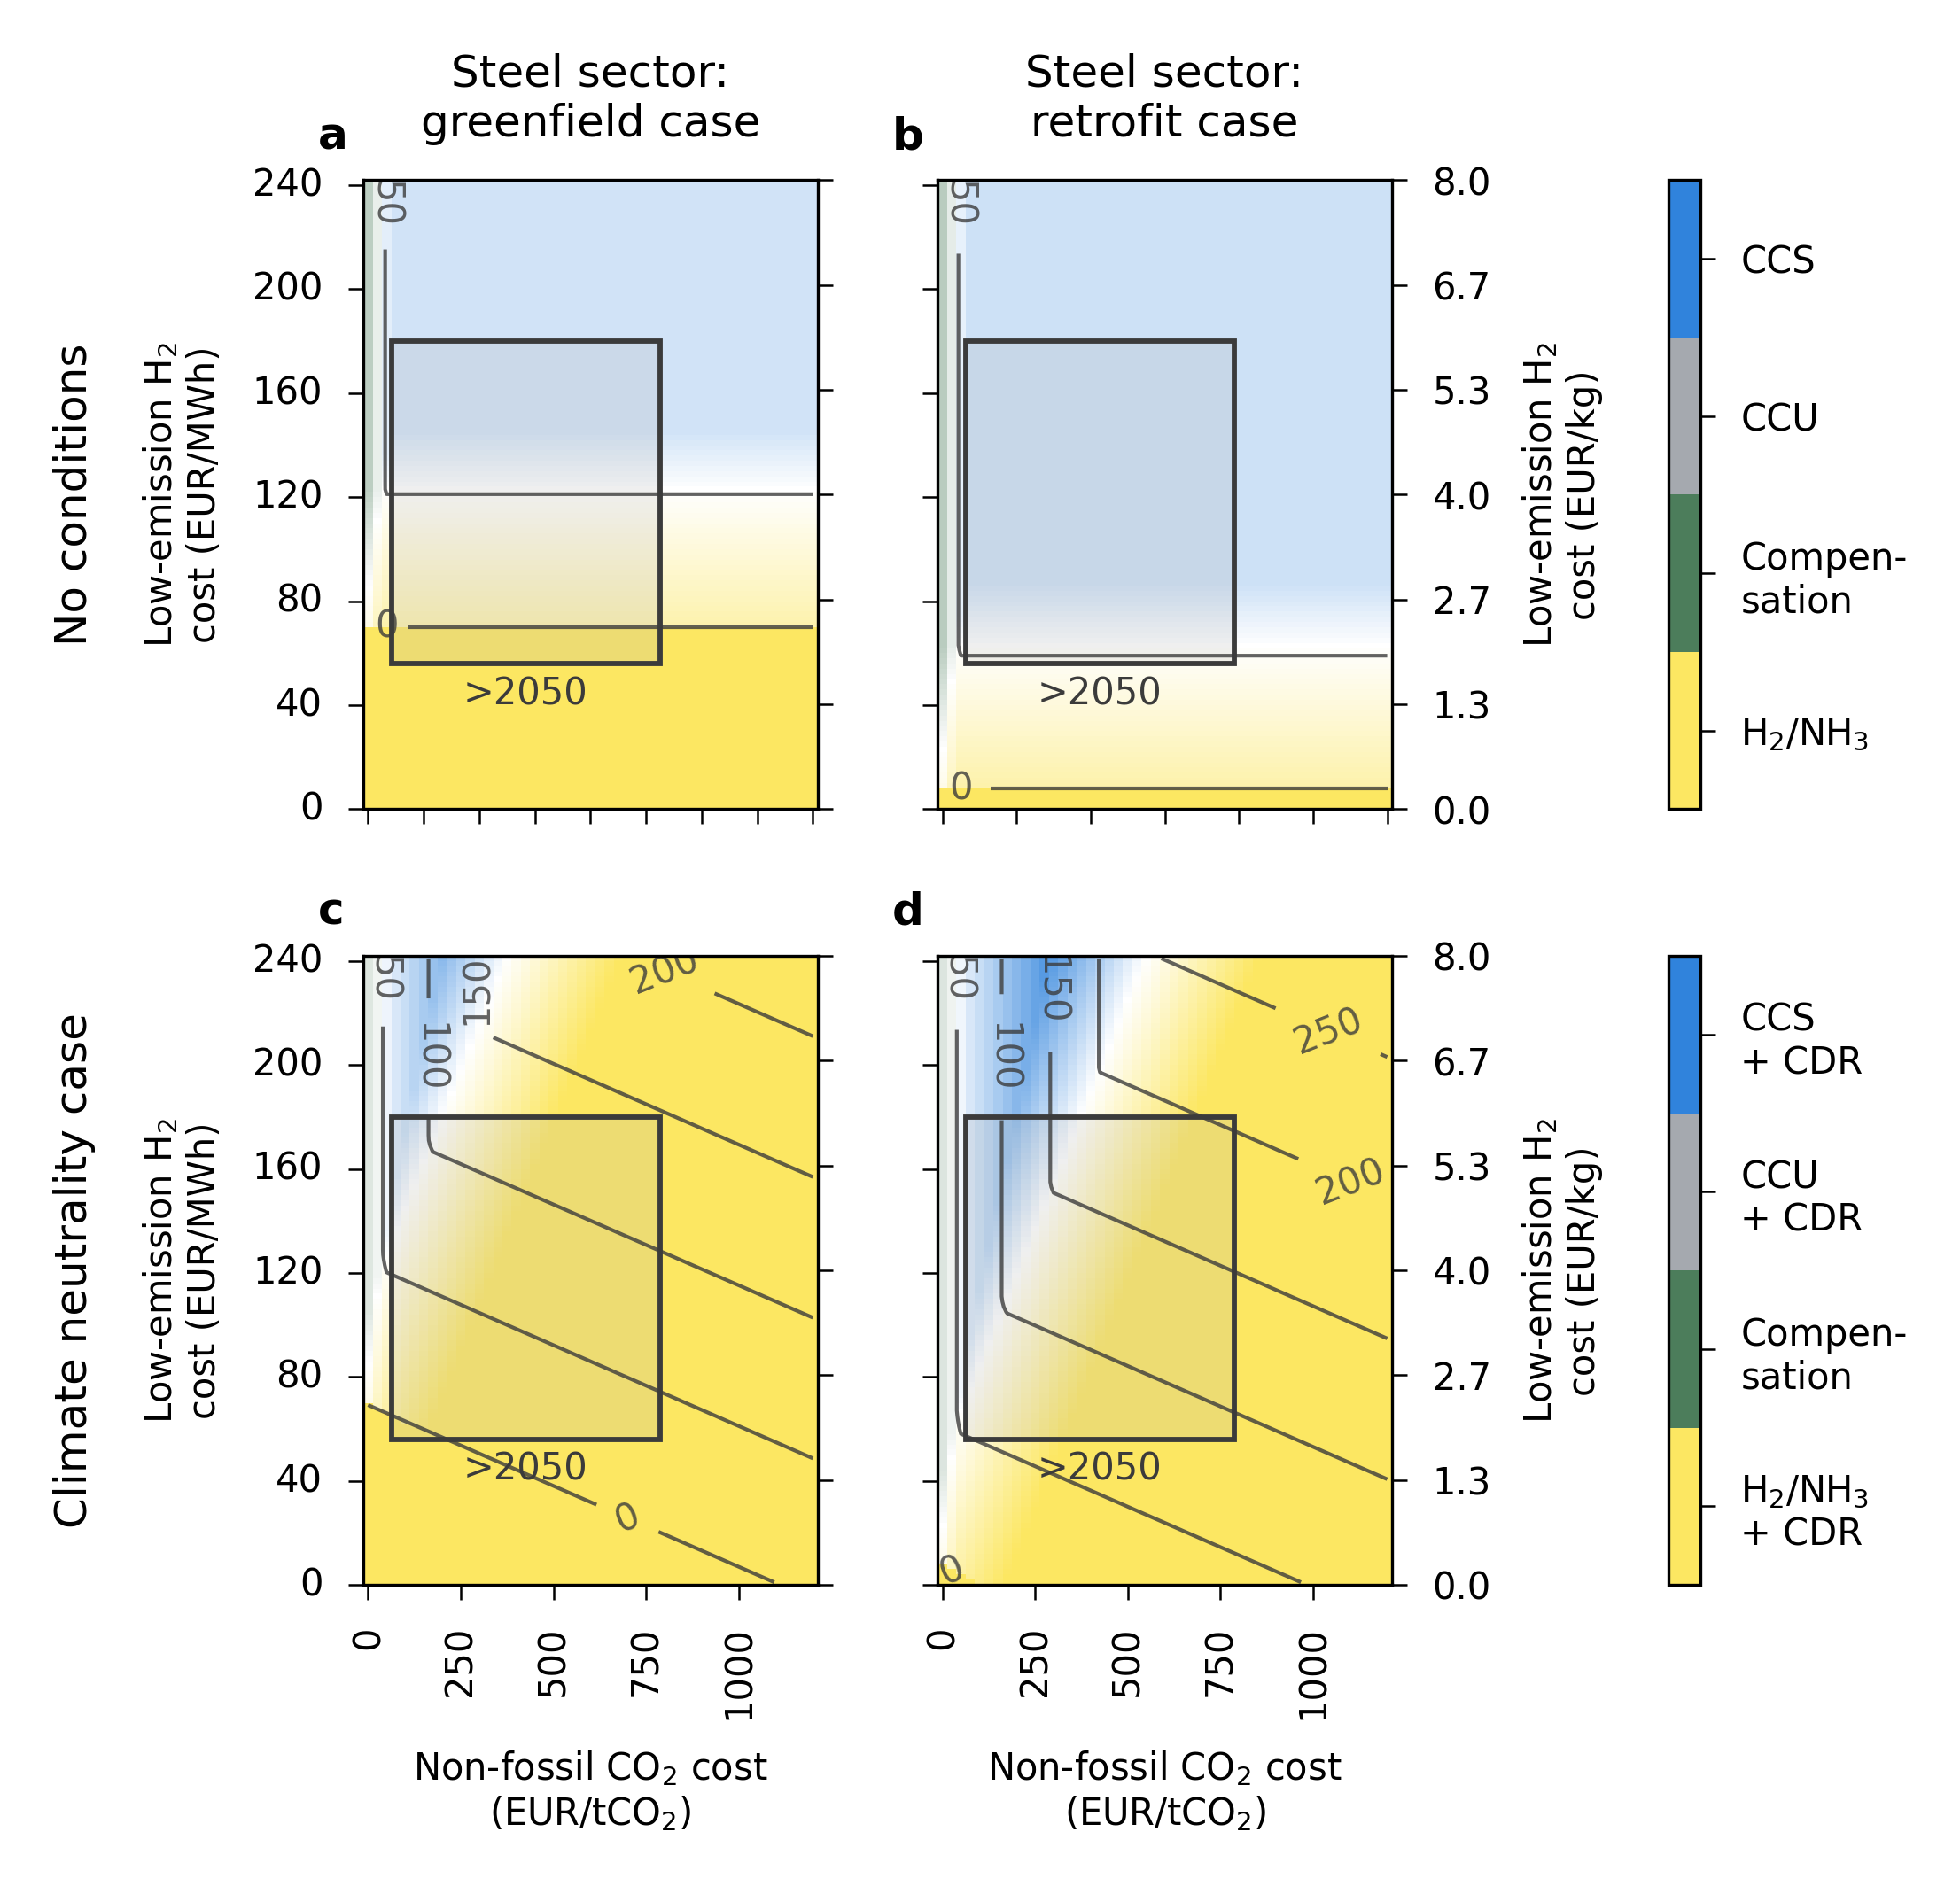 Steel sector:
greenfield case
Steel sector:
retrofit case
a
b
No conditions
Low-emission H₂
cost (EUR/MWh)
240
200
160
120
80
40
0
50
0
>2050
50
0
>2050
8.0
6.7
5.3
4.0
2.7
1.3
0.0
Low-emission H₂
cost (EUR/kg)
CCS
CCU
Compen-
sation
H₂/NH₃
c
d
Climate neutrality case
Low-emission H₂
cost (EUR/MWh)
240
200
160
120
80
40
0
50
100
150
200
0
>2050
50
100
150
250
200
0
>2050
8.0
6.7
5.3
4.0
2.7
1.3
0.0
Low-emission H₂
cost (EUR/kg)
CCS
+ CDR
CCU
+ CDR
Compen-
sation
H₂/NH₃
+ CDR
0
250
500
750
1000
0
250
500
750
1000
Non-fossil CO₂ cost
(EUR/tCO₂)
Non-fossil CO₂ cost
(EUR/tCO₂)